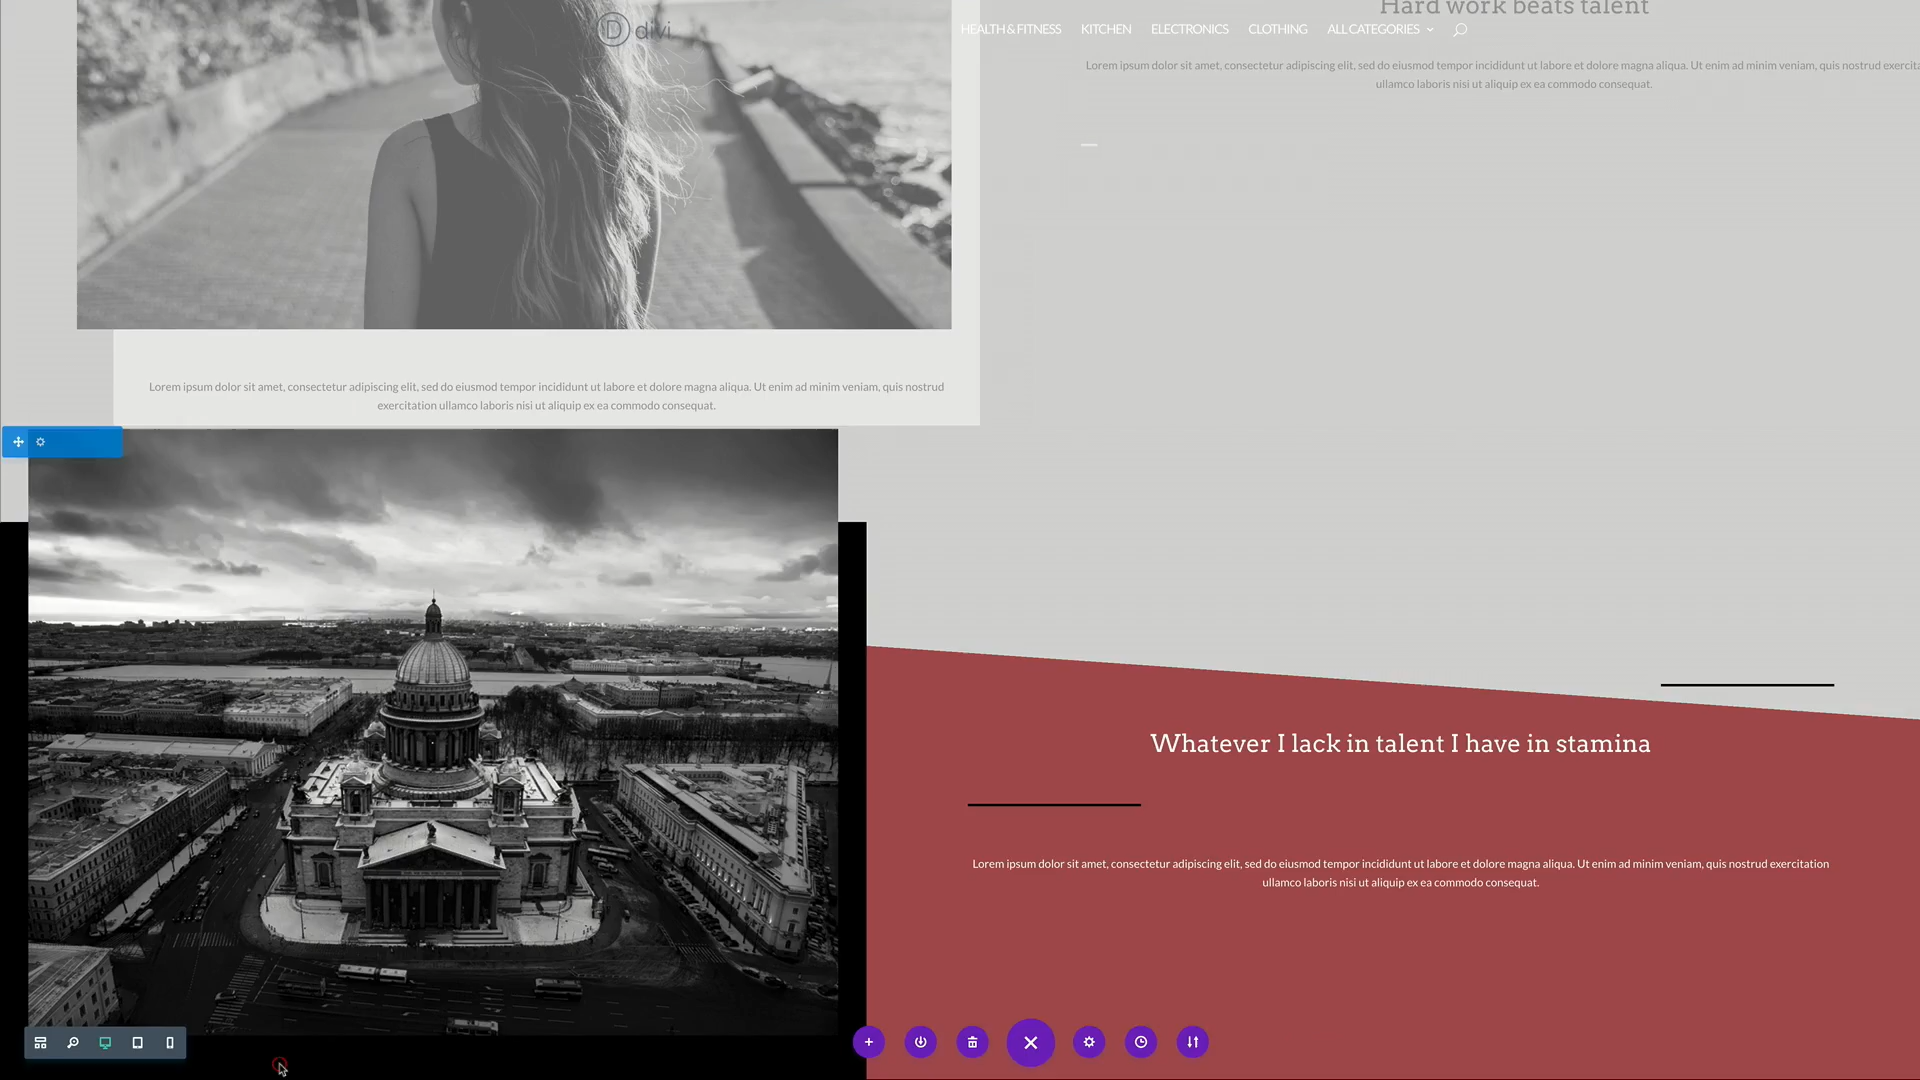 divi
HEALTH & FITNESS KITCHEN ELECTRONICS CLOTHING ALL CATEGORIES
Hard work beats talent
Lorem ipsum dolor sit amet, consectetur adipiscing elit, sed do eiusmod tempor incididunt ut labore et dolore magna aliqua. Ut enim ad minim veniam, quis nostrud exercita
ullamco laboris nisi ut aliquip ex ea commodo consequat.
Lorem ipsum dolor sit amet, consectetur adipiscing elit, sed do eiusmod tempor incididunt ut labore et dolore magna aliqua. Ut enim ad minim veniam, quis nostrud
exercitation ullamco laboris nisi ut aliquip ex ea commodo consequat.
Whatever I lack in talent I have in stamina
Lorem ipsum dolor sit amet, consectetur adipiscing elit, sed do eiusmod tempor incididunt ut labore et dolore magna aliqua. Ut enim ad minim veniam, quis nostrud exercitation
ullamco laboris nisi ut aliquip ex ea commodo consequat.